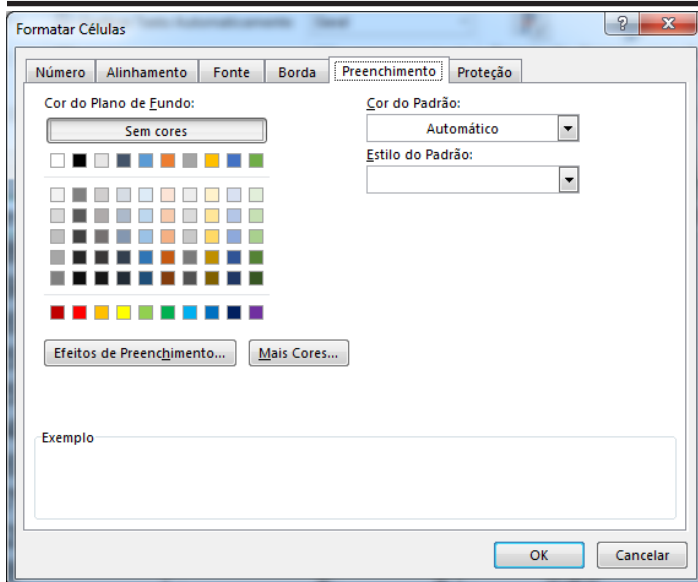 Formatar Células
Número Alinhamento Fonte Borda Preenchimento Proteção
Cor do Plano de Fundo:
Sem cores
Cor do Padrão:
Automático
Estilo do Padrão:
Efeitos de Preenchimento... Mais Cores...
Exemplo
OK Cancelar